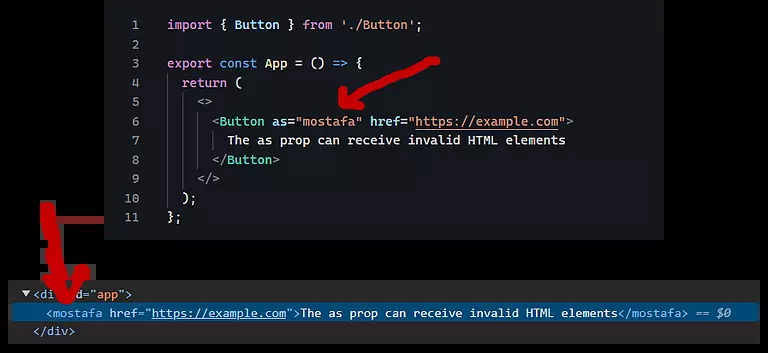 1 import { Button } from './Button';
2
3 export const App = () => {
4 return (
5 <>
6 <Button as="mostafa" href="https://example.com">
7 The as prop can receive invalid HTML elements
8 </Button>
9 </>
10 );
11 };
▼<di d="app">
<mostafa href="https://example.com">The as prop can receive invalid HTML elements</mostafa> == $0
</div>